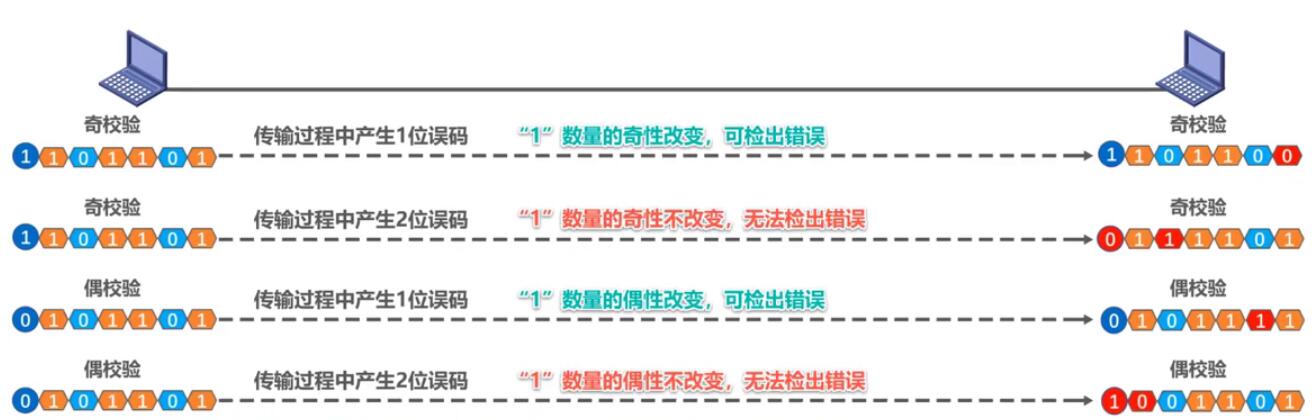 奇校验 奇校验
传输过程中产生1位误码 “1”数量的奇性改变，可检出错误
1 1 0 1 1 0 1 1 1 0 1 1 0 0
奇校验 奇校验
传输过程中产生2位误码 “1”数量的奇性不改变，无法检出错误
1 1 0 1 1 0 1 0 1 1 1 1 0 1
偶校验 偶校验
传输过程中产生1位误码 “1”数量的偶性改变，可检出错误
0 1 0 1 1 0 1 0 1 0 1 1 1 1
偶校验 偶校验
传输过程中产生2位误码 “1”数量的偶性不改变，无法检出错误
0 1 0 1 1 0 1 1 0 0 1 1 0 1